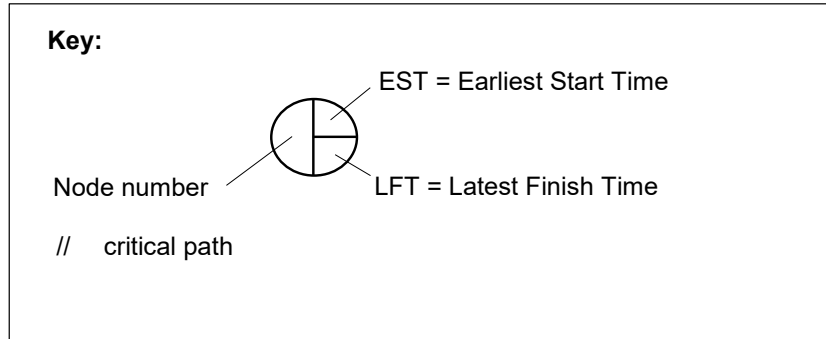 Key:
EST = Earliest Start Time
Node number
LFT = Latest Finish Time
// critical path